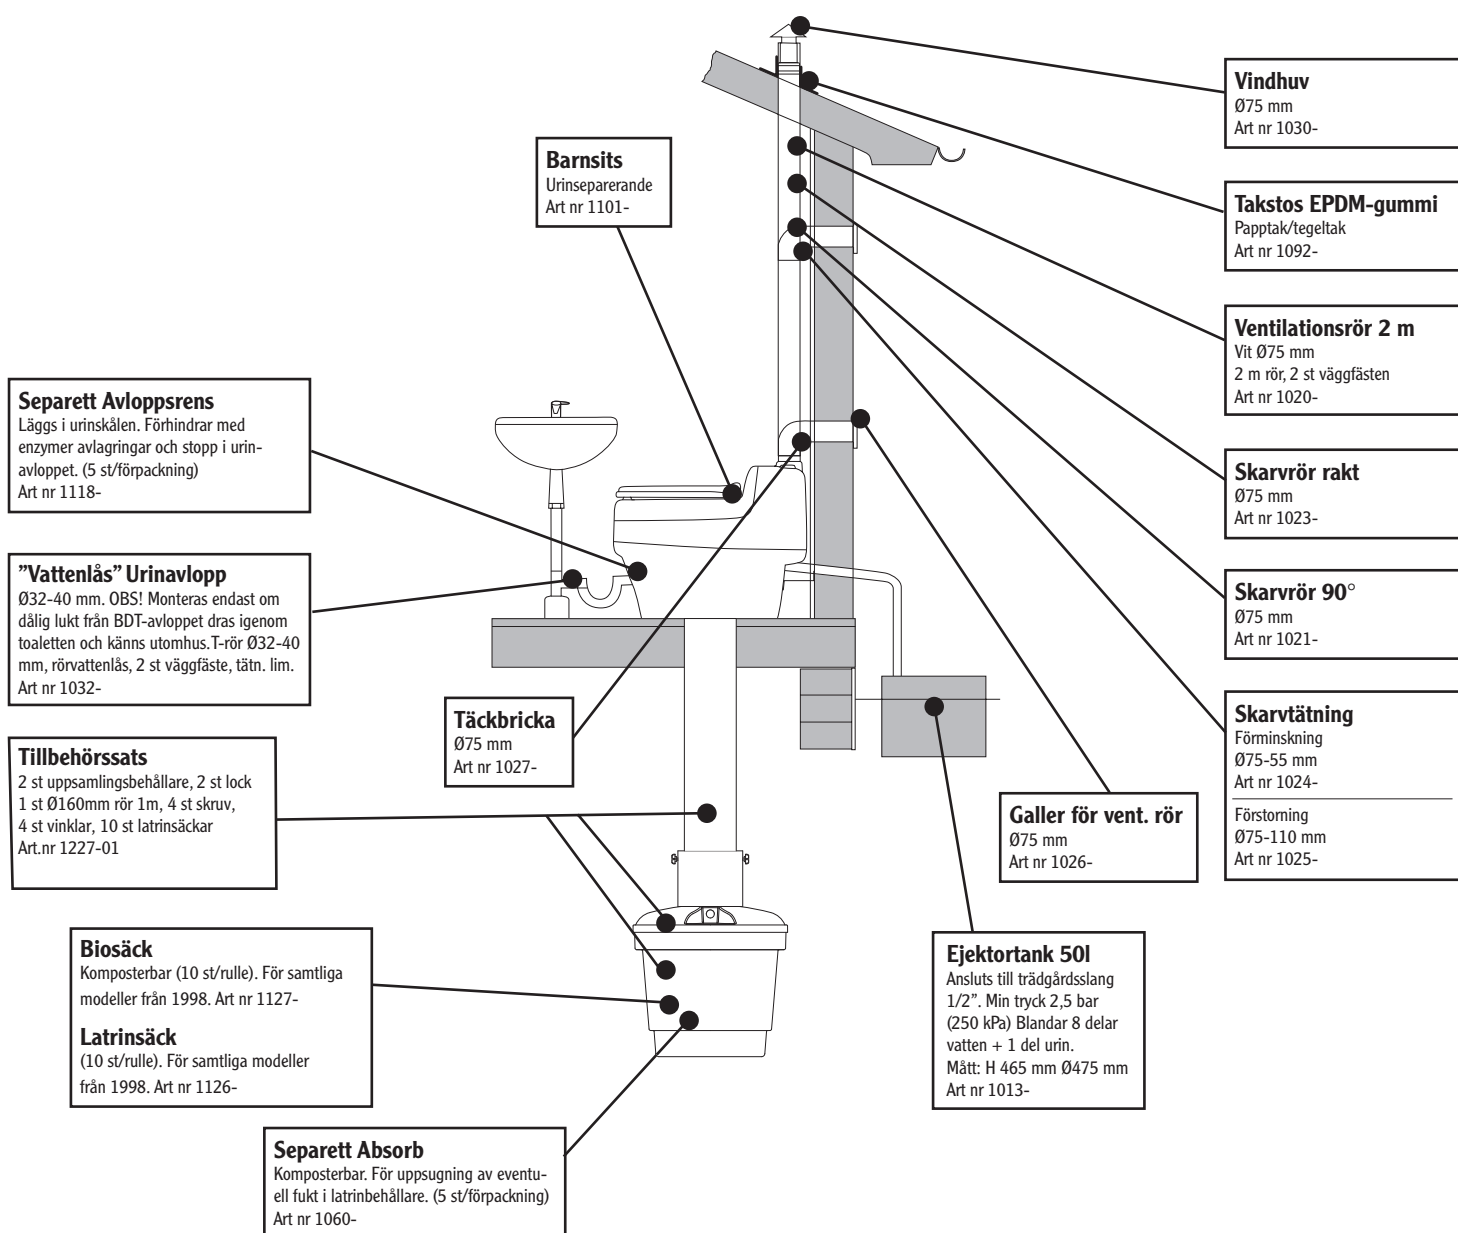 Vindhuv
Ø75 mm
Art nr 1030-
Barnsits
Urinseparerande
Art nr 1101-
Takstos EPDM-gummi
Papptak/tegeltak
Art nr 1092-
Ventilationsrör 2 m
Vit Ø75 mm
2 m rör, 2 st väggfästen
Art nr 1020-
Separett Avloppsrens
Läggs i urinskålen. Förhindrar med
enzymer avlagringar och stopp i urin-
avloppet. (5 st/förpackning)
Art nr 1118-
Skarvrör rakt
Ø75 mm
Art nr 1023-
”Vattenlås” Urinavlopp
Ø32-40 mm. OBS! Monteras endast om
dålig lukt från BDT-avloppet dras igenom
toaletten och känns utomhus.T-rör Ø32-40
mm, rörvattenlås, 2 st väggfäste, tätn. lim.
Art nr 1032-
Skarvrör 90°
Ø75 mm
Art nr 1021-
Täckbricka
Ø75 mm
Art nr 1027-
Skarvtätning
Förminskning
Ø75-55 mm
Art nr 1024-
Förstorning
Ø75-110 mm
Art nr 1025-
Tillbehörssats
2 st uppsamlingsbehållare, 2 st lock
1 st Ø160mm rör 1m, 4 st skruv,
4 st vinklar, 10 st latrinsäckar
Art.nr 1227-01
Galler för vent. rör
Ø75 mm
Art nr 1026-
Biosäck
Komposterbar (10 st/rulle). För samtliga
modeller från 1998. Art nr 1127-
Latrinsäck
(10 st/rulle). För samtliga modeller
från 1998. Art nr 1126-
Ejektortank 50l
Ansluts till trädgårdsslang
1/2”. Min tryck 2,5 bar
(250 kPa) Blandar 8 delar
vatten + 1 del urin.
Mått: H 465 mm Ø475 mm
Art nr 1013-
Separett Absorb
Komposterbar. För uppsugning av eventu-
ell fukt i latrinbehållare. (5 st/förpackning)
Art nr 1060-